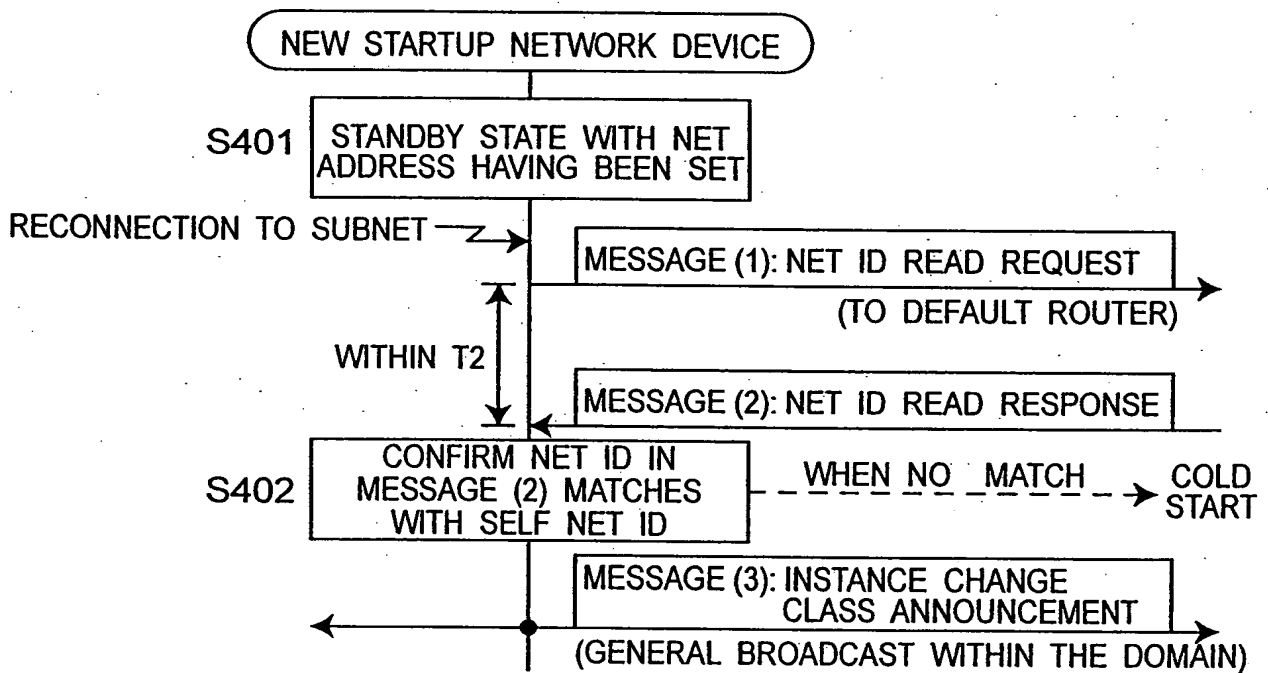 NEW STARTUP NETWORK DEVICE
S401
STANDBY STATE WITH NET
ADDRESS HAVING BEEN SET
RECONNECTION TO SUBNET
MESSAGE (1): NET ID READ REQUEST
(TO DEFAULT ROUTER)
WITHIN T2
MESSAGE (2): NET ID READ RESPONSE
S402
CONFIRM NET ID IN
MESSAGE (2) MATCHES
WITH SELF NET ID
WHEN NO MATCH
COLD
START
MESSAGE (3): INSTANCE CHANGE
CLASS ANNOUNCEMENT
(GENERAL BROADCAST WITHIN THE DOMAIN)